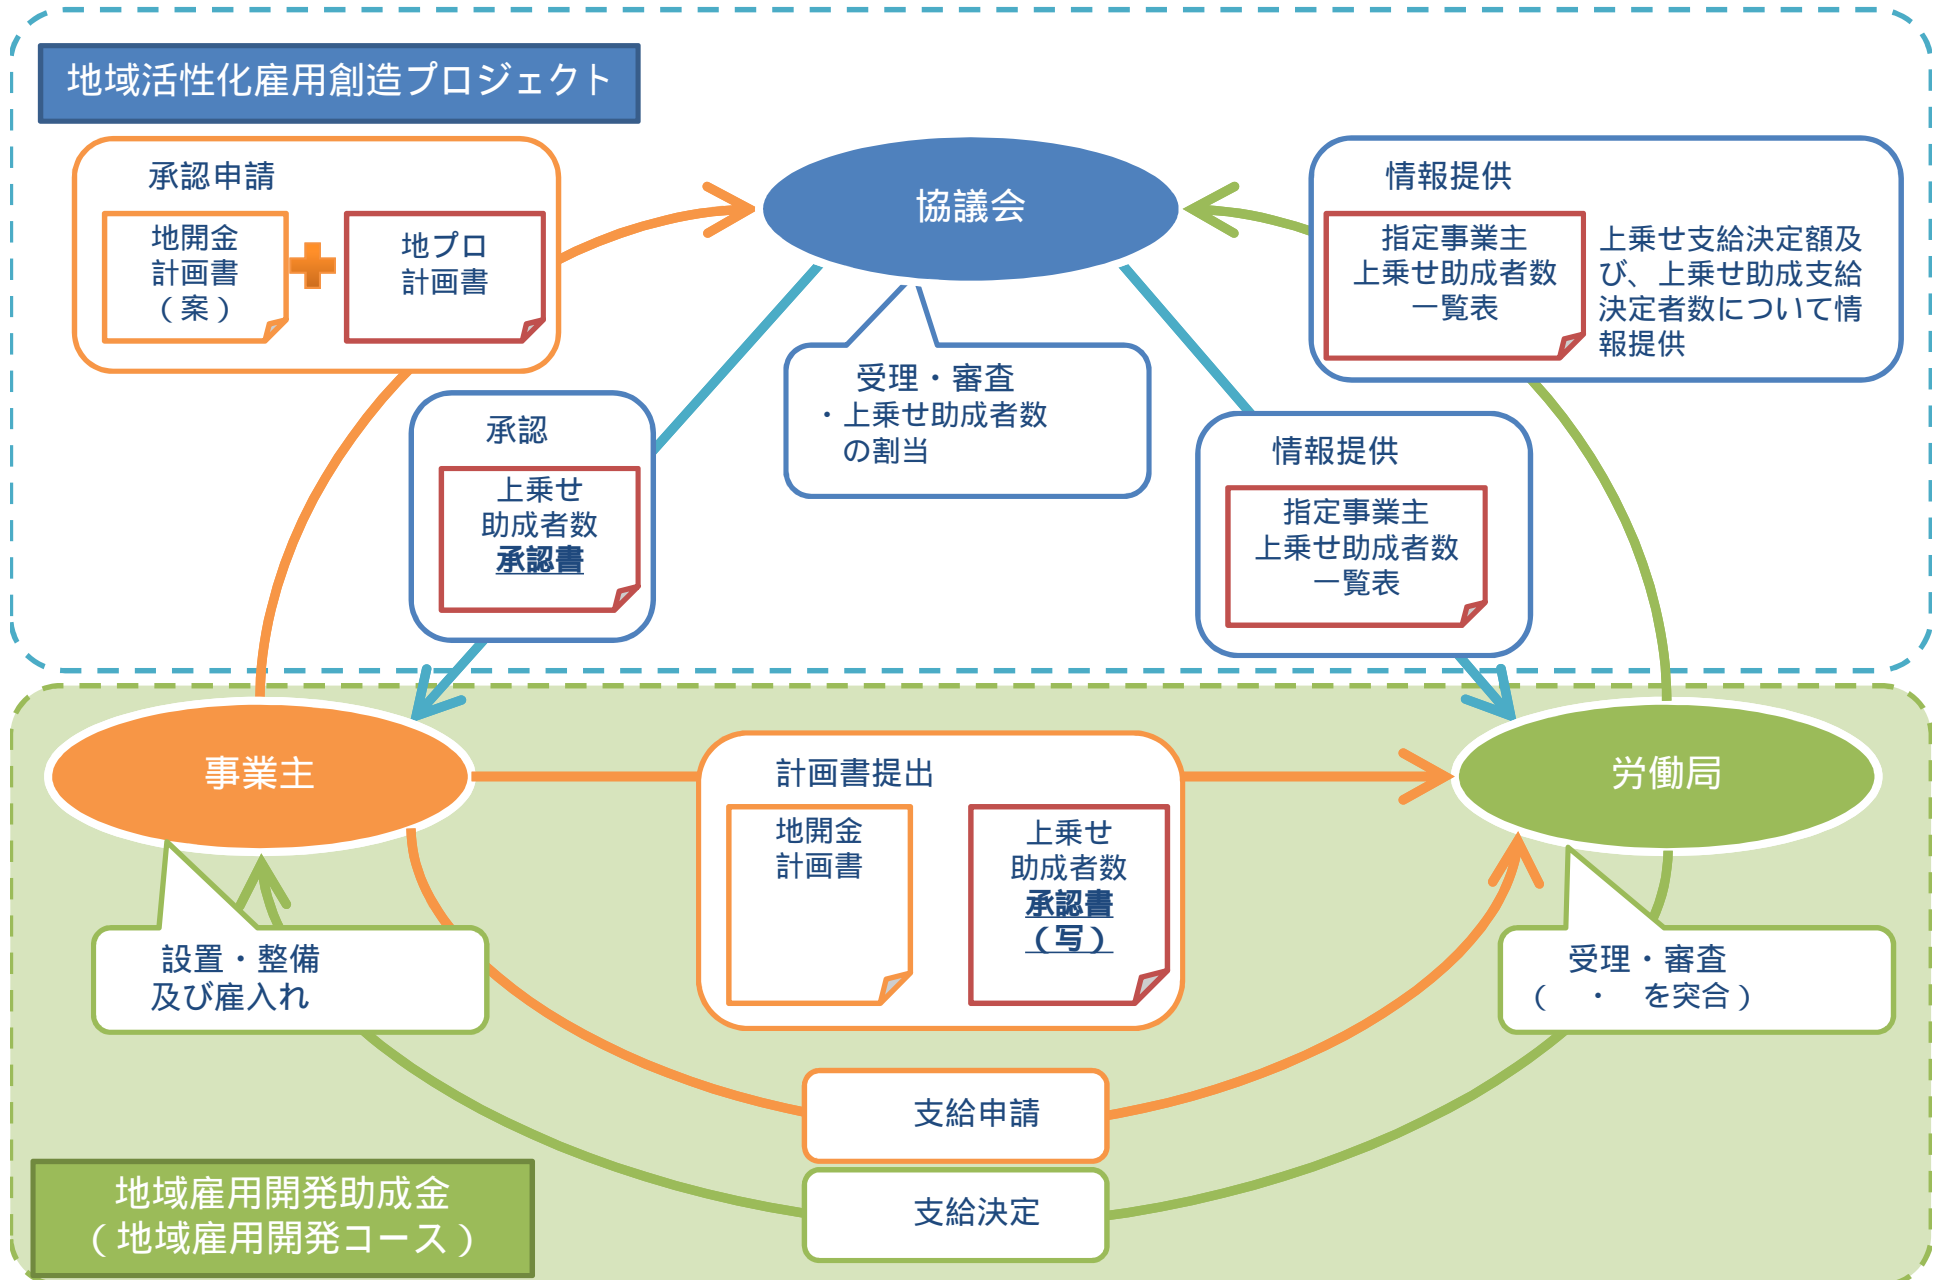 地域活性化雇用創造プロジェクト
承認申請
地開金
計画書
（案）
地プロ
計画書
協議会
情報提供
指定事業主
上乗せ助成者数
一覧表
上乗せ支給決定額及
び、上乗せ助成支給
決定者数について情
報提供
受理・審査
・上乗せ助成者数
の割当
承認
上乗せ
助成者数
承認書
情報提供
指定事業主
上乗せ助成者数
一覧表
事業主
計画書提出
地開金
計画書
上乗せ
助成者数
承認書
（写）
労働局
設置・整備
及び雇入れ
受理・審査
（　・　を突合）
支給申請
支給決定
地域雇用開発助成金
（地域雇用開発コース）